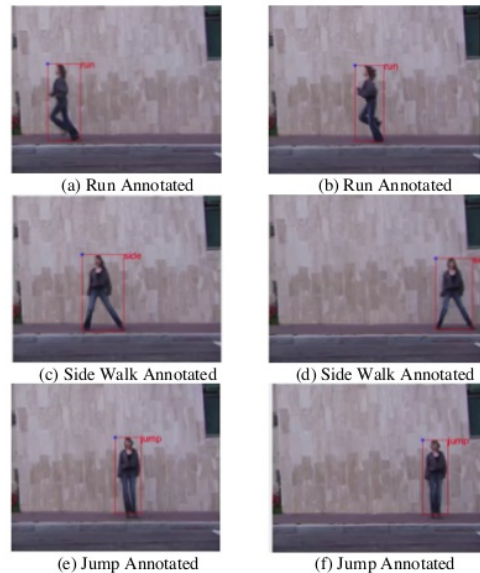 run
run
(a) Run Annotated
(b) Run Annotated
side
(c) Side Walk Annotated
(d) Side Walk Annotated
jump
jump
(e) Jump Annotated
(f) Jump Annotated